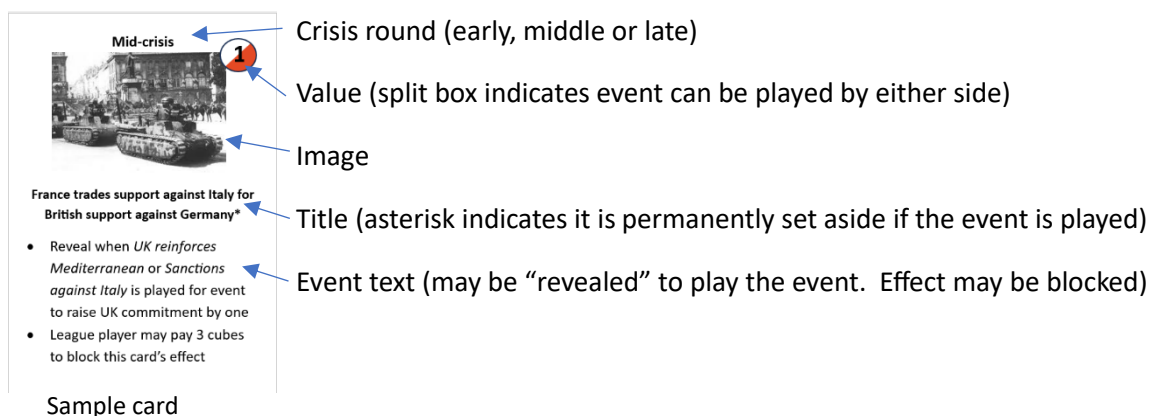 Mid-crisis
1
France trades support against Italy for
British support against Germany*
• Reveal when UK reinforces
Mediterranean or Sanctions
against Italy is played for event
to raise UK commitment by one
• League player may pay 3 cubes
to block this card's effect
Sample card
Crisis round (early, middle or late)
Value (split box indicates event can be played by either side)
Image
Title (asterisk indicates it is permanently set aside if the event is played)
Event text (may be “revealed” to play the event.  Effect may be blocked)